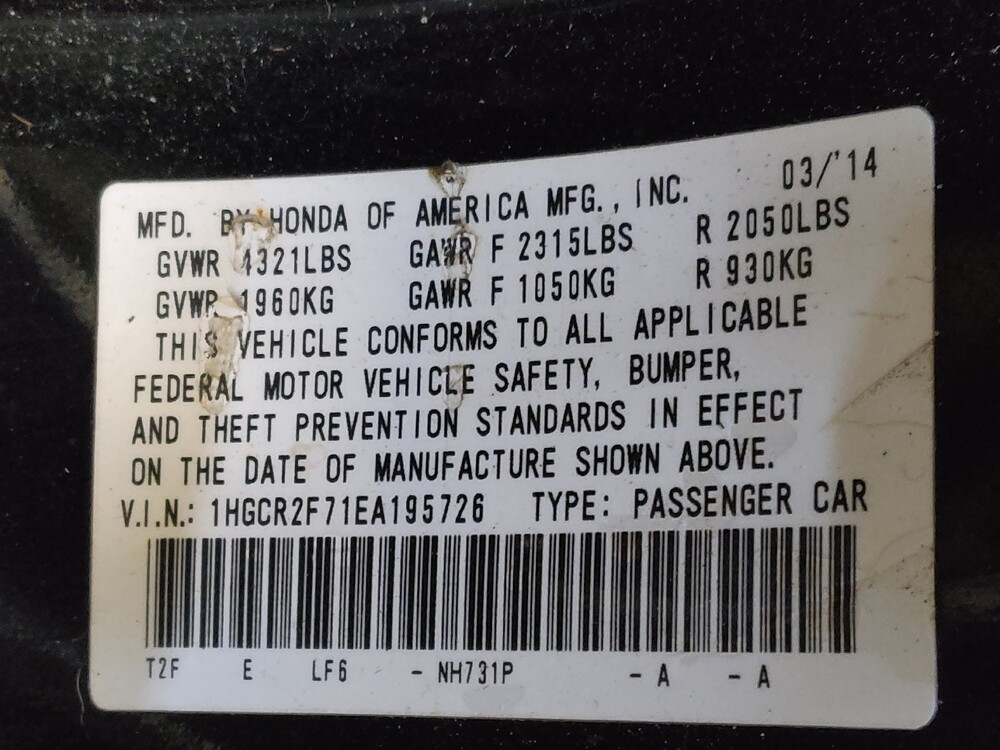 03/'14
MFD. BY HONDA OF AMERICA MFG., INC.
GVWR 4321LBS GAWR F 2315LBS R 2050LBS
GVWR 1960KG GAWR F 1050KG R 930KG
THIS VEHICLE CONFORMS TO ALL APPLICABLE
FEDERAL MOTOR VEHICLE SAFETY, BUMPER,
AND THEFT PREVENTION STANDARDS IN EFFECT
ON THE DATE OF MANUFACTURE SHOWN ABOVE.
V.I.N.: 1HGCR2F71EA195726 TYPE: PASSENGER CAR
T2F E LF6 - NH731P - A - A